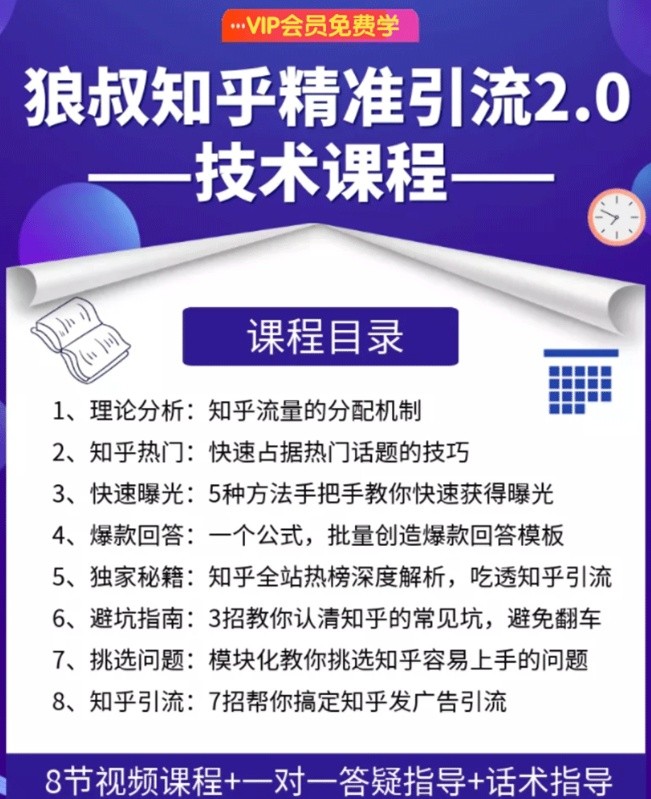 ···VIP会员免费学
狼叔知乎精准引流2.0
——技术课程——
课程目录
1、理论分析：知乎流量的分配机制
2、知乎热门：快速占据热门话题的技巧
3、快速曝光：5种方法手把手教你快速获得曝光
4、爆款回答：一个公式，批量创造爆款回答模板
5、独家秘籍：知乎全站热榜深度解析，吃透知乎引流
6、避坑指南：3招教你认清知乎的常见坑，避免翻车
7、挑选问题：模块化教你挑选知乎容易上手的问题
8、知乎引流：7招帮你搞定知乎发广告引流
8节视频课程+一对一答疑指导+话术指导